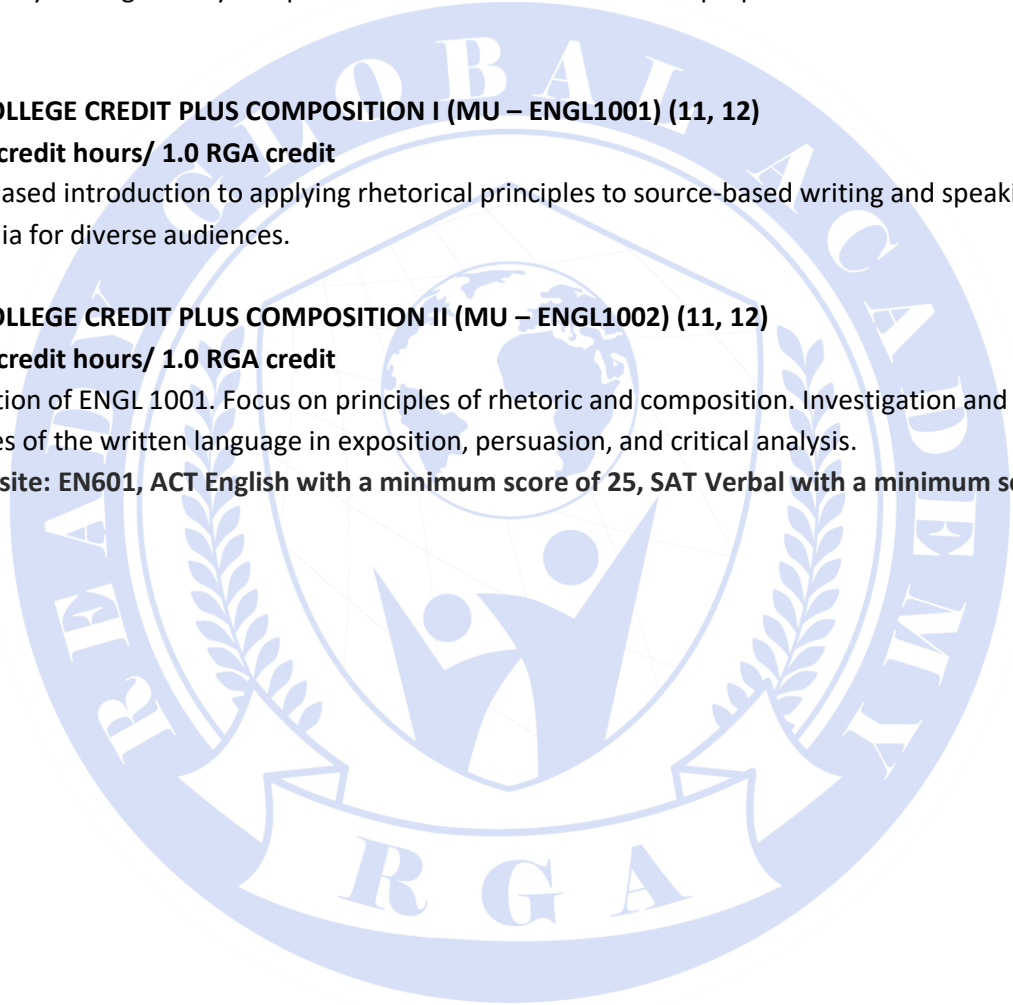 OLLEGE CREDIT PLUS COMPOSITION I (MU – ENGL1001) (11, 12)
credit hours/ 1.0 RGA credit
ased introduction to applying rhetorical principles to source-based writing and speaki
ia for diverse audiences.
OLLEGE CREDIT PLUS COMPOSITION II (MU – ENGL1002) (11, 12)
credit hours/ 1.0 RGA credit
tion of ENGL 1001. Focus on principles of rhetoric and composition. Investigation and
es of the written language in exposition, persuasion, and critical analysis.
site: EN601, ACT English with a minimum score of 25, SAT Verbal with a minimum s
READY GLOBAL ACADEMY
RGA